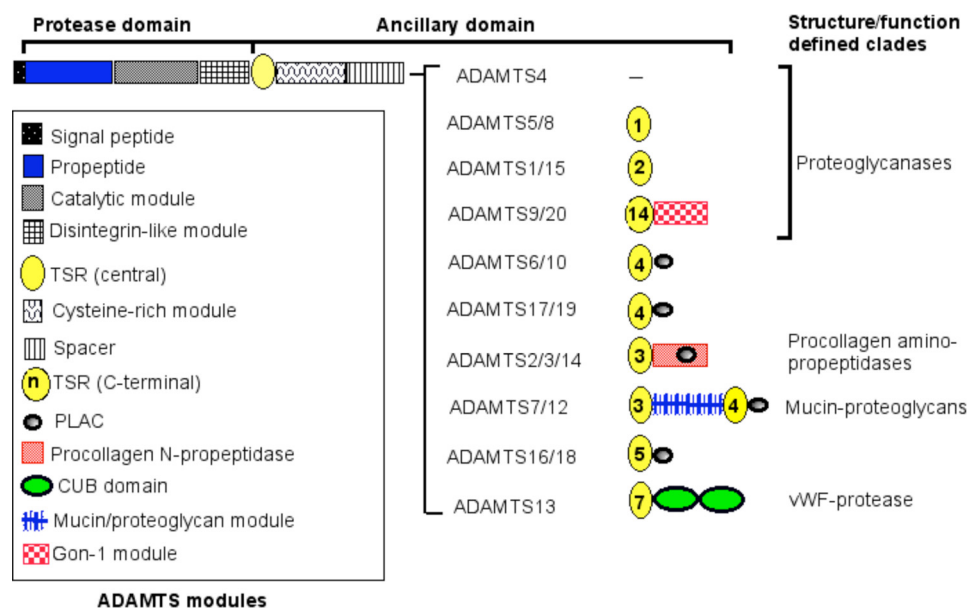 Protease domain
Ancillary domain
Structure/function
defined clades
Signal peptide
Propeptide
Catalytic module
Disintegrin-like module
TSR (central)
Cysteine-rich module
Spacer
n TSR (C-terminal)
PLAC
Procollagen N-propeptidase
CUB domain
Mucin/proteoglycan module
Gon-1 module
ADAMTS modules
ADAMTS4 –
ADAMTS5/8 1
ADAMTS1/15 2
ADAMTS9/20 14
Proteoglycanases
ADAMTS6/10 4
ADAMTS17/19 4
ADAMTS2/3/14 3
Procollagen amino-
propeptidases
ADAMTS7/12 3 4 Mucin-proteoglycans
ADAMTS16/18 5
ADAMTS13 7 vWF-protease